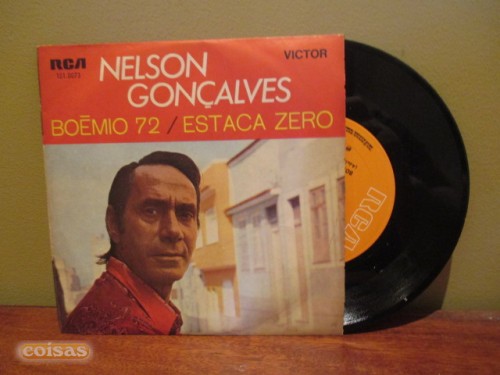 RCA
VICTOR
NELSON
GONÇALVES
BOÊMIO 72 / ESTACA ZERO
RCA
coisas